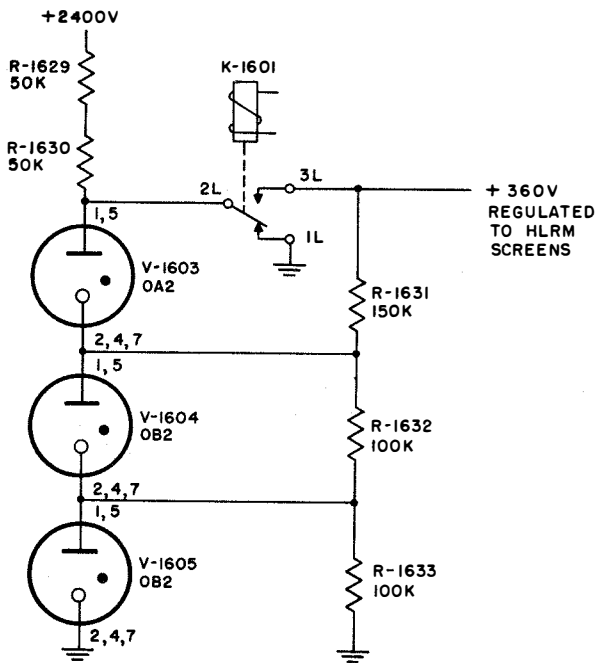 +2400V
R-1629
50K
K-1601
R-1630
50K
2L
3L
+ 360V
REGULATED
TO HLRM
SCREENS
1,5
1L
V-1603
OA2
R-1631
150K
2,4,7
1,5
V-1604
OB2
R-1632
100K
2,4,7
1,5
V-1605
OB2
R-1633
100K
2,4,7